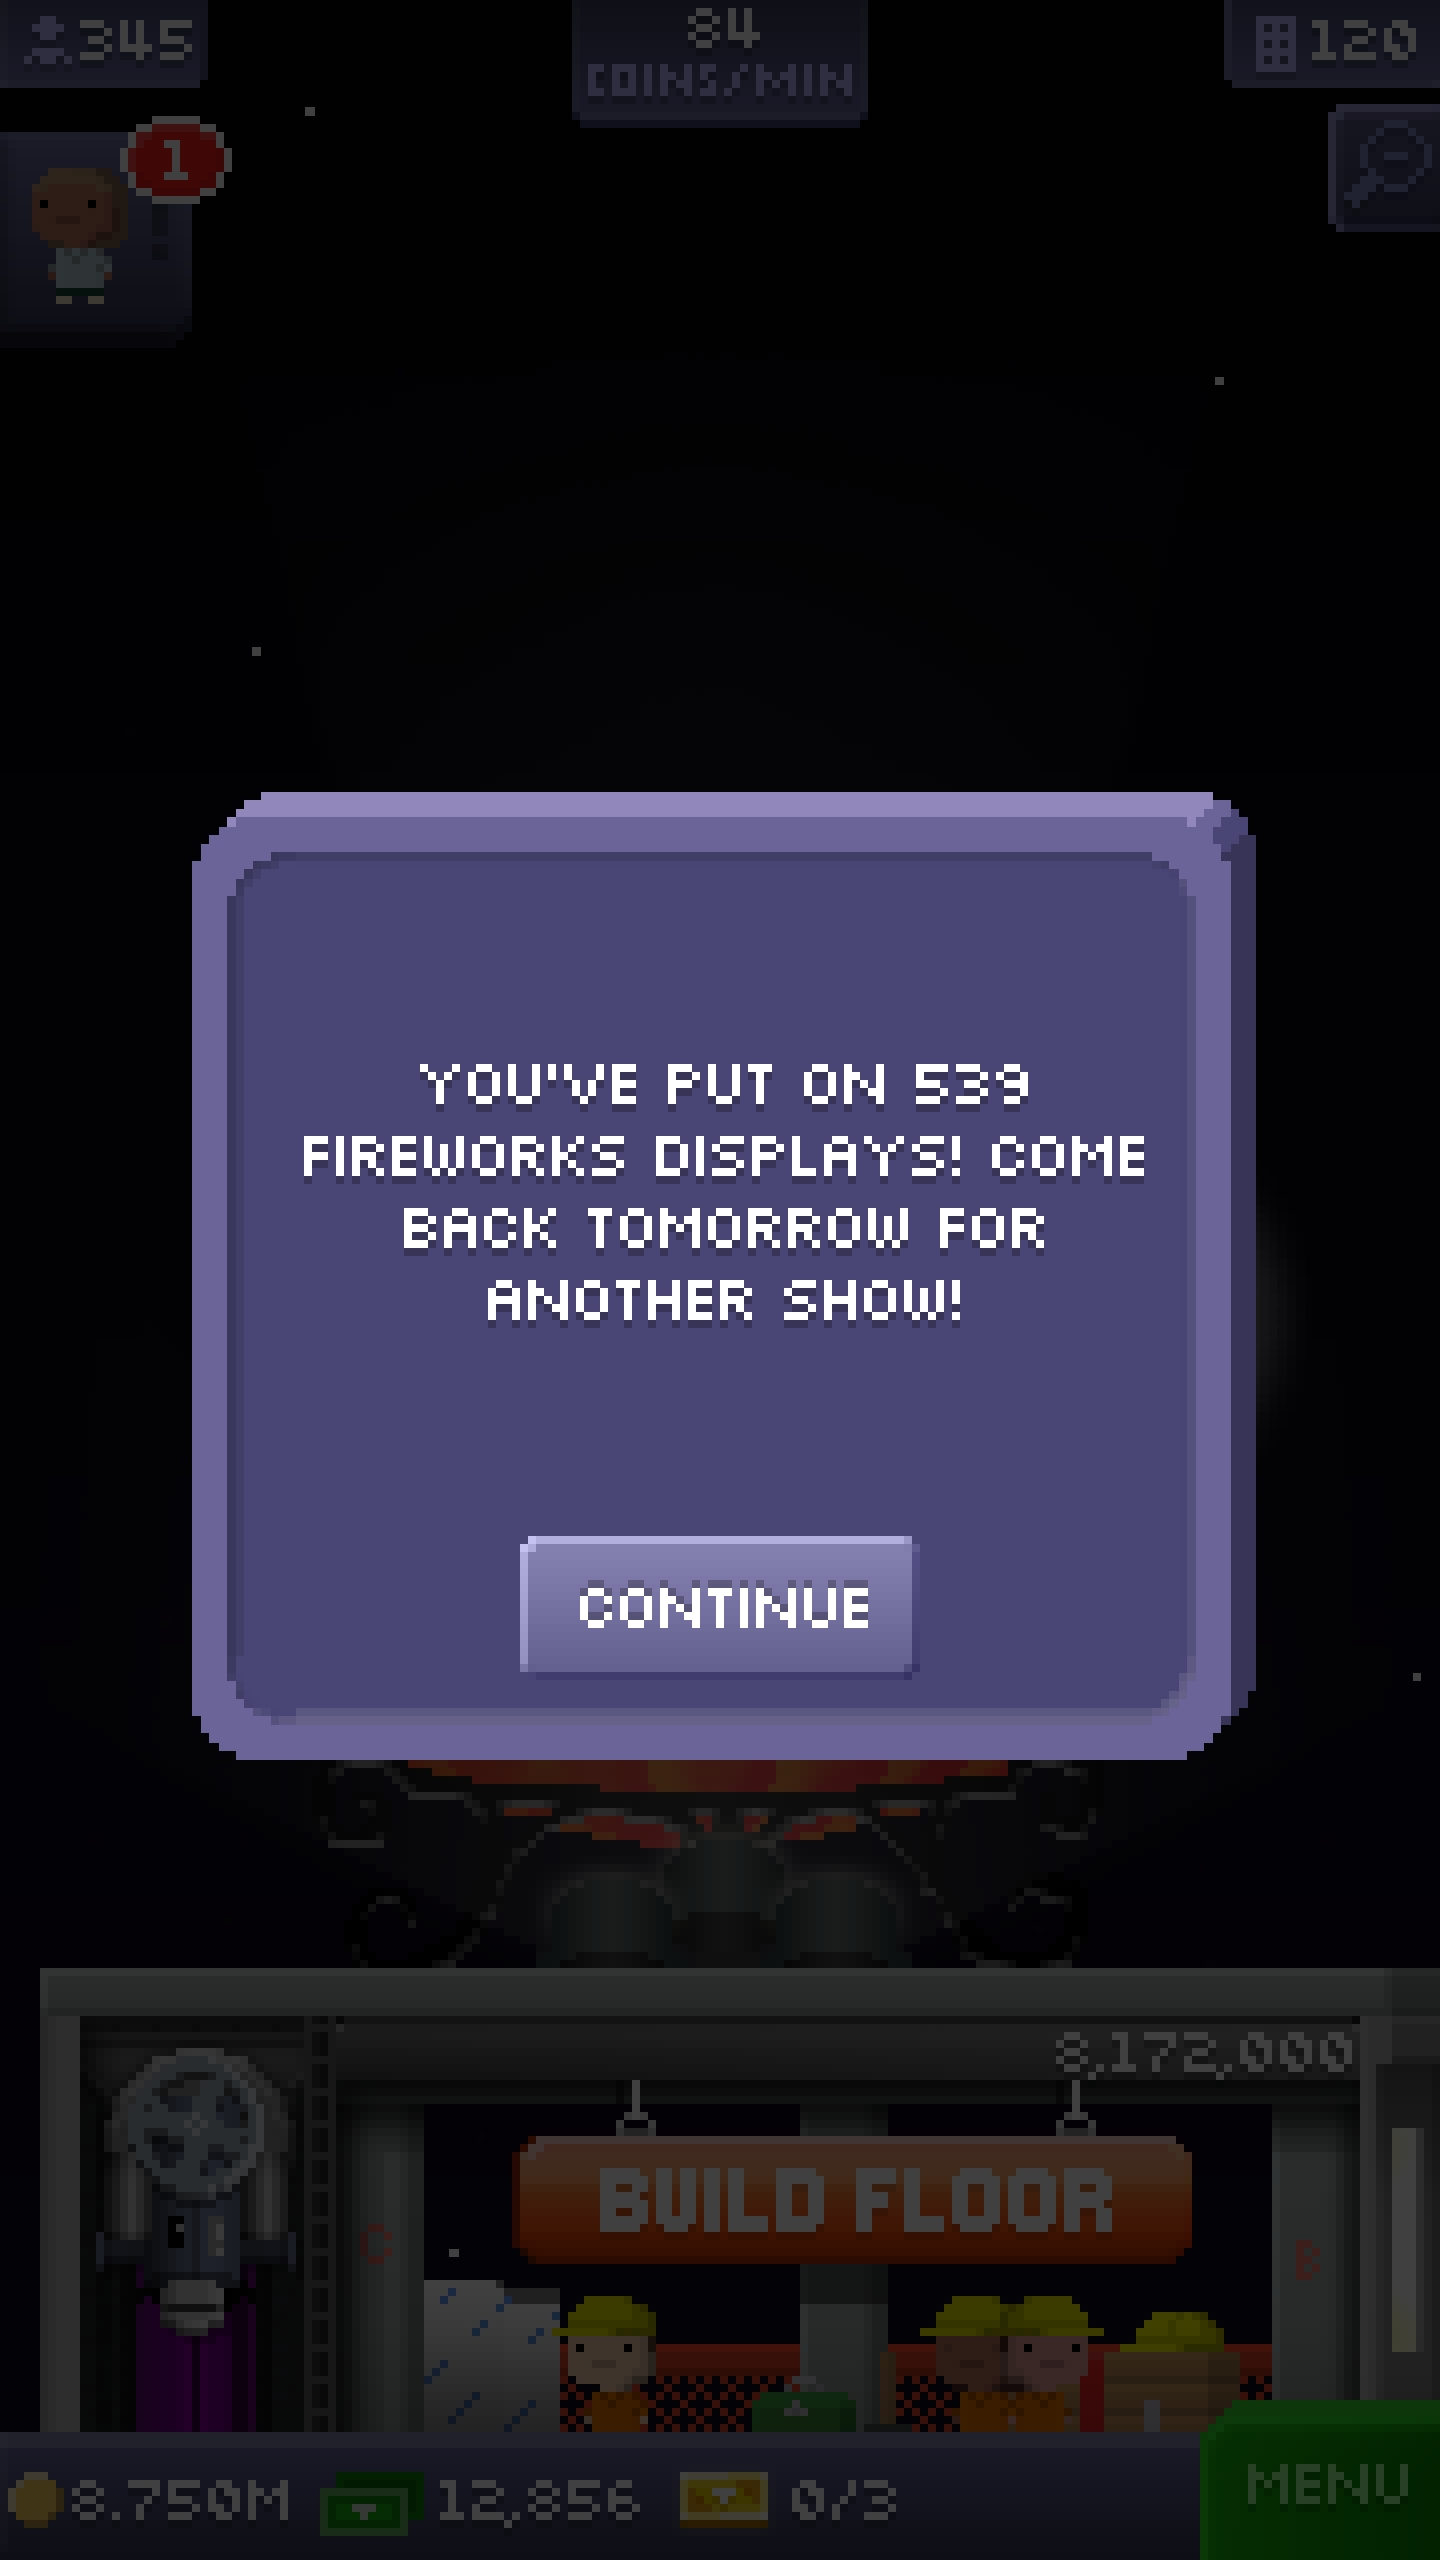 345
84
COINS/MIN
120
1
YOU'VE PUT ON 539
FIREWORKS DISPLAYS! COME
BACK TOMORROW FOR
ANOTHER SHOW!
CONTINUE
8,172,000
BUILD FLOOR
C
B
8.750M
12,856
0/3
MENU